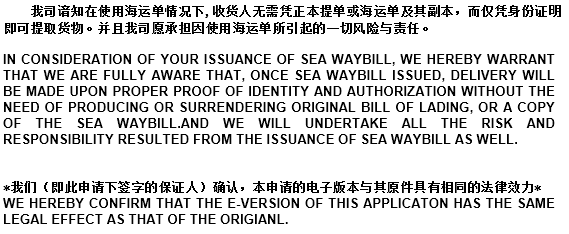 我司谙知在使用海运单情况下,收货人无需凭正本提单或海运单及其副本，而仅凭身份证明
即可提取货物。并且我司愿承担因使用海运单所引起的一切风险与责任。
IN CONSIDERATION OF YOUR ISSUANCE OF SEA WAYBILL, WE HEREBY WARRANT
THAT WE ARE FULLY AWARE THAT, ONCE SEA WAYBILL ISSUED, DELIVERY WILL
BE MADE UPON PROPER PROOF OF IDENTITY AND AUTHORIZATION WITHOUT THE
NEED OF PRODUCING OR SURRENDERING ORIGINAL BILL OF LADING, OR A COPY
OF THE SEA WAYBILL.AND WE WILL UNDERTAKE ALL THE RISK AND
RESPONSIBILITY RESULTED FROM THE ISSUANCE OF SEA WAYBILL AS WELL.
*我们（即此申请下签字的保证人）确认，本申请的电子版本与其原件具有相同的法律效力*
WE HEREBY CONFIRM THAT THE E-VERSION OF THIS APPLICATON HAS THE SAME
LEGAL EFFECT AS THAT OF THE ORIGIANL.